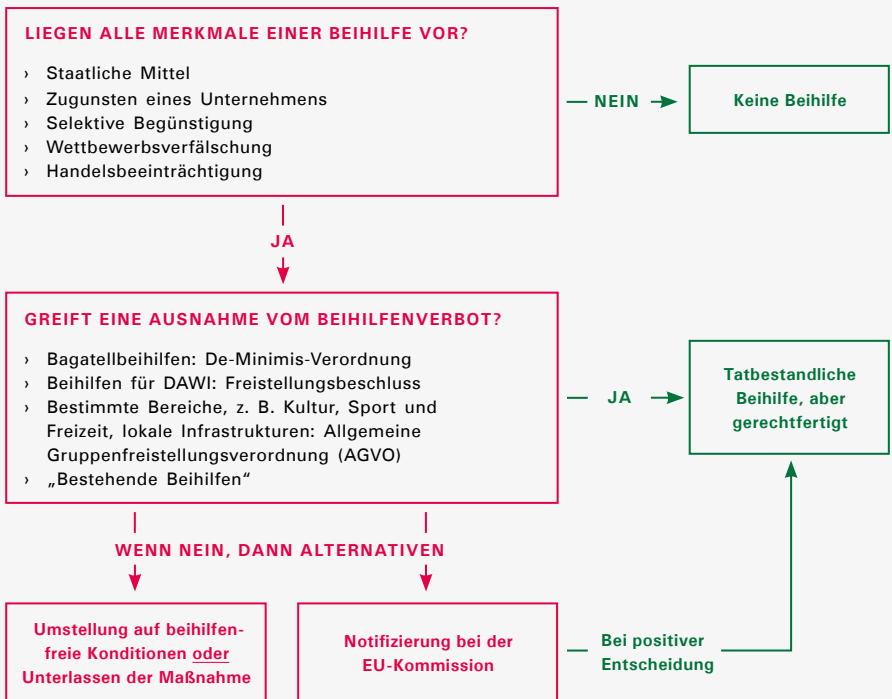 LIEGEN ALLE MERKMALE EINER BEIHILFE VOR?
› Staatliche Mittel
› Zugunsten eines Unternehmens
› Selektive Begünstigung
› Wettbewerbsverfälschung
› Handelsbeeinträchtigung
NEIN
Keine Beihilfe
JA
GREIFT EINE AUSNAHME VOM BEIHILFENVERBOT?
› Bagatellbeihilfen: De-Minimis-Verordnung
› Beihilfen für DAWI: Freistellungsbeschluss
› Bestimmte Bereiche, z. B. Kultur, Sport und
Freizeit, lokale Infrastrukturen: Allgemeine
Gruppenfreistellungsverordnung (AGVO)
› „Bestehende Beihilfen“
JA
Tatbestandliche
Beihilfe, aber
gerechtfertigt
WENN NEIN, DANN ALTERNATIVEN
Umstellung auf beihilfen-
freie Konditionen oder
Unterlassen der Maßnahme
Notifizierung bei der
EU-Kommission
Bei positiver
Entscheidung